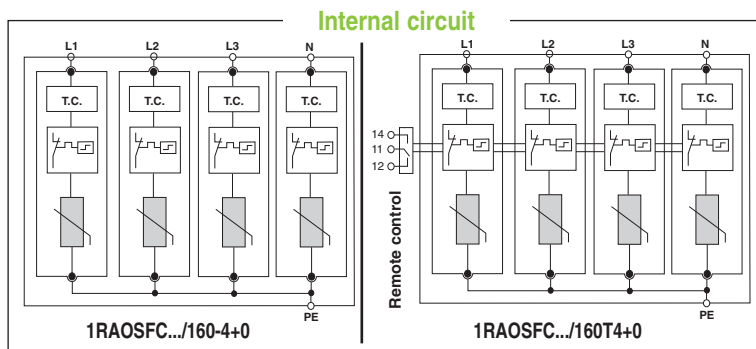 Internal circuit
L1 L2 L3 N
T.C. T.C. T.C. T.C.
PE
1RAOSFC.../160-4+0
L1 L2 L3 N
T.C. T.C. T.C. T.C.
14
11
12
Remote control
PE
1RAOSFC.../160T4+0